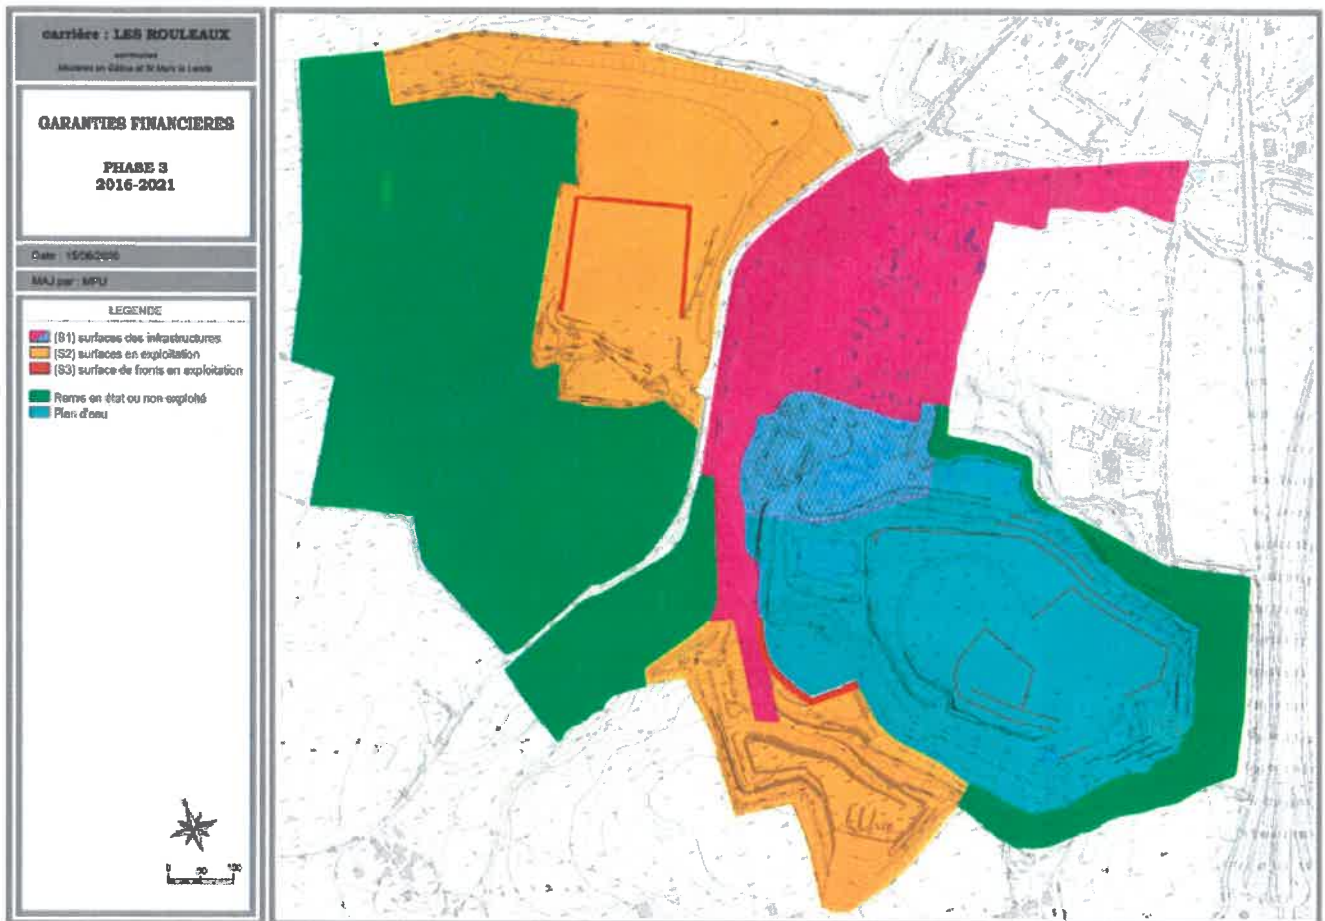 carrière : LES ROULEAUX
communes
GARANTIES FINANCIERES
PHASE 3
2016-2021
MAJ par : MPU
LEGENDE
(S1) surfaces des infrastructures
(S2) surfaces en exploitation
(S3) surface de fronts en exploitation
Remis en état ou non exploité
Plan d'eau
0 50 100